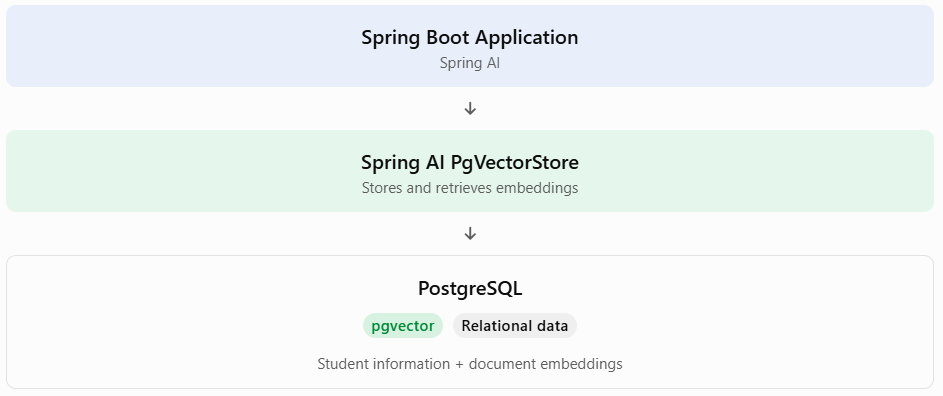 Spring Boot Application
Spring AI
↓
Spring AI PgVectorStore
Stores and retrieves embeddings
↓
PostgreSQL
pgvector Relational data
Student information + document embeddings